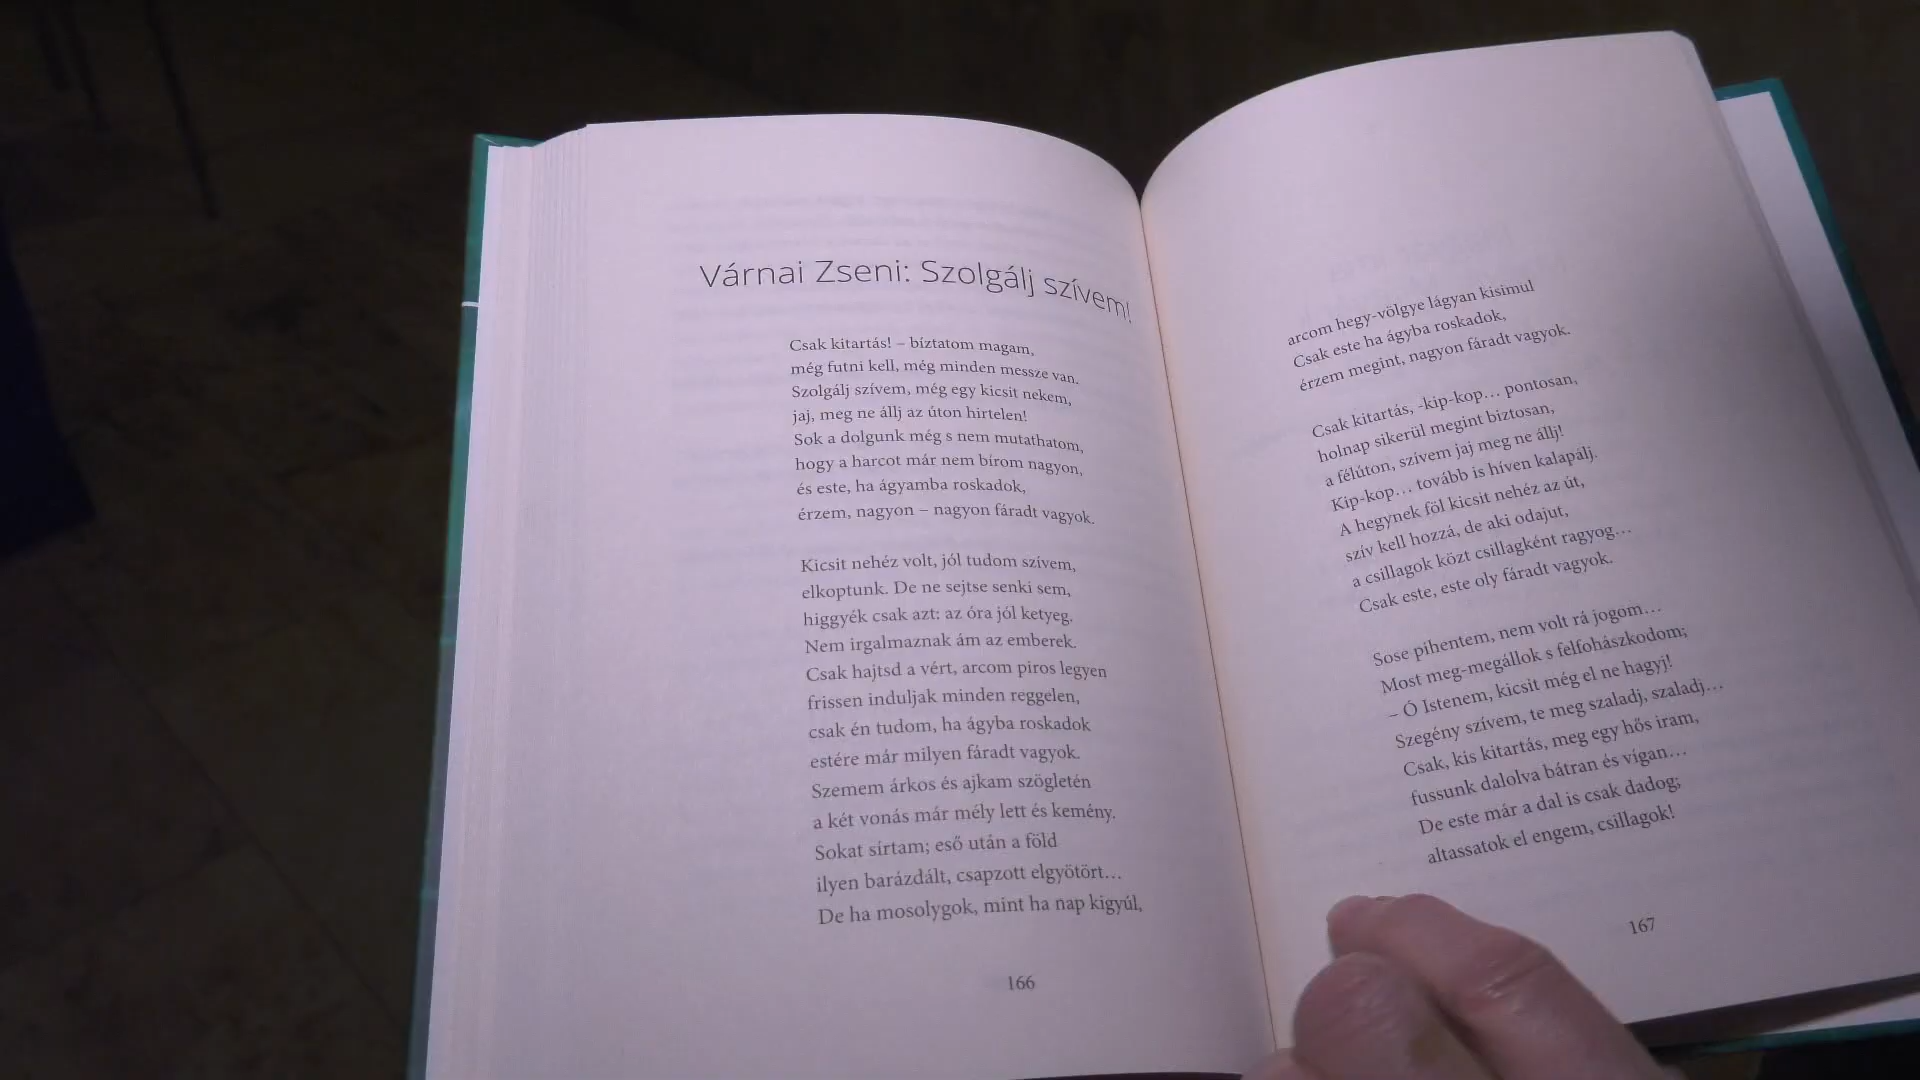 Várnai Zseni: Szolgálj szívem!
Csak kitartás! – bíztatom magam,
még futni kell, még minden messze van.
Szolgálj szívem, még egy kicsit nekem,
jaj, meg ne állj az úton hirtelen!
Sok a dolgunk még s nem mutathatom,
hogy a harcot már nem bírom nagyon,
és este, ha ágyamba roskadok,
érzem, nagyon – nagyon fáradt vagyok.
Kicsit nehéz volt, jól tudom szívem,
elkoptunk. De ne sejtse senki sem,
higgyék csak azt: az óra jól ketyeg.
Nem irgalmaznak ám az emberek.
Csak hajtsd a vért, arcom piros legyen
frissen induljak minden reggelen,
csak én tudom, ha ágyba roskadok
estére már milyen fáradt vagyok.
Szemem árkos és ajkam szögletén
a két vonás már mély lett és kemény.
Sokat sírtam; eső után a föld
ilyen barázdált, csapzott elgyötört…
De ha mosolygok, mint ha nap kigyúl,
166
arcom hegy-völgye lágyan kisimul
Csak este ha ágyba roskadok,
érzem megint, nagyon fáradt vagyok.
Csak kitartás, -kip-kop… pontosan,
holnap sikerül megint biztosan,
a félúton, szívem jaj meg ne állj!
Kip-kop… tovább is híven kalapálj.
A hegynek föl kicsit nehéz az út,
szív kell hozzá, de aki odajut,
a csillagok közt csillagként ragyog…
Csak este, este oly fáradt vagyok.
Sose pihentem, nem volt rá jogom…
Most meg-megállok s felfohászkodom;
– Ó Istenem, kicsit még el ne hagyj!
Szegény szívem, te meg szaladj, szaladj…
Csak, kis kitartás, meg egy hős iram,
fussunk dalolva bátran és vígan…
De este már a dal is csak dadog;
altassatok el engem, csillagok!
167